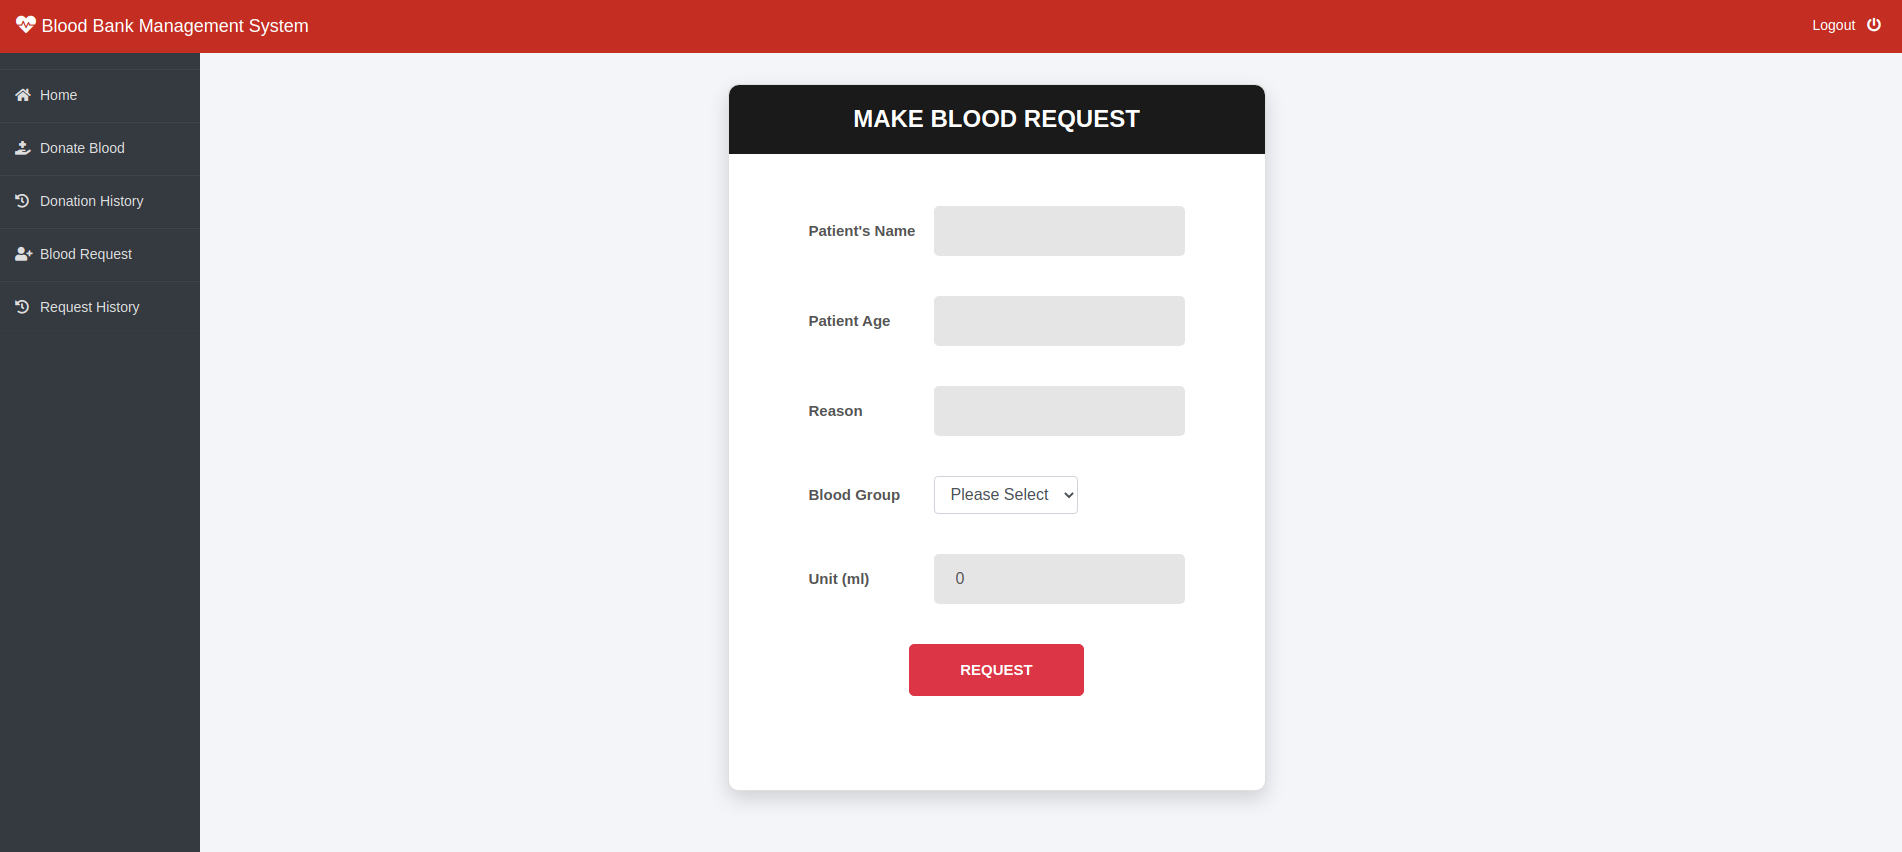 Blood Bank Management System
Logout
Home
Donate Blood
Donation History
Blood Request
Request History
MAKE BLOOD REQUEST
Patient's Name
Patient Age
Reason
Blood Group Please Select
Unit (ml) 0
REQUEST